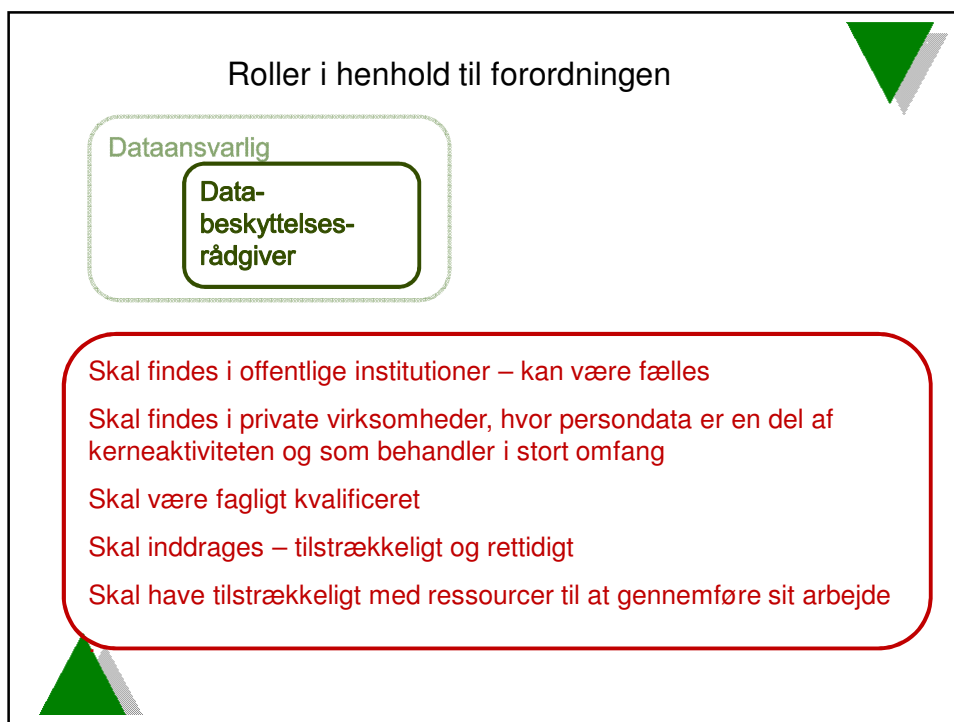 Roller i henhold til forordningen
Dataansvarlig
Data-
beskyttelses-
rådgiver
Skal findes i offentlige institutioner – kan være fælles
Skal findes i private virksomheder, hvor persondata er en del af
kerneaktiviteten og som behandler i stort omfang
Skal være fagligt kvalificeret
Skal inddrages – tilstrækkeligt og rettidigt
Skal have tilstrækkeligt med ressourcer til at gennemføre sit arbejde